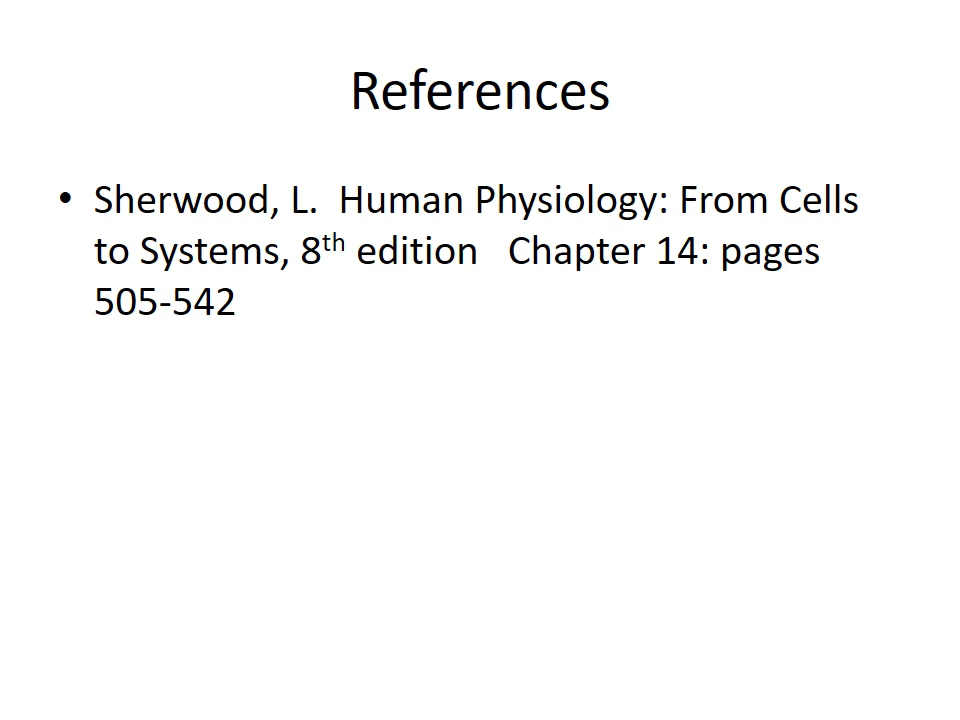 References
• Sherwood, L.  Human Physiology: From Cells
to Systems, 8th edition   Chapter 14: pages
505-542